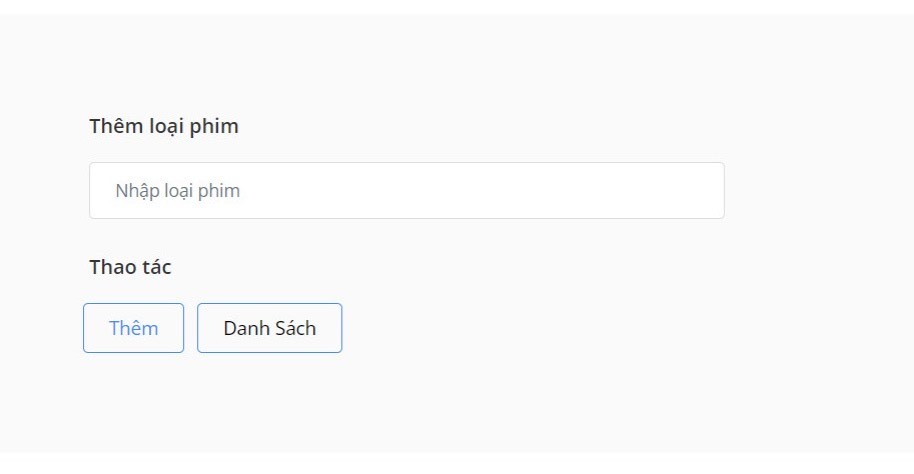 Thêm loại phim
Nhập loại phim
Thao tác
Thêm Danh Sách